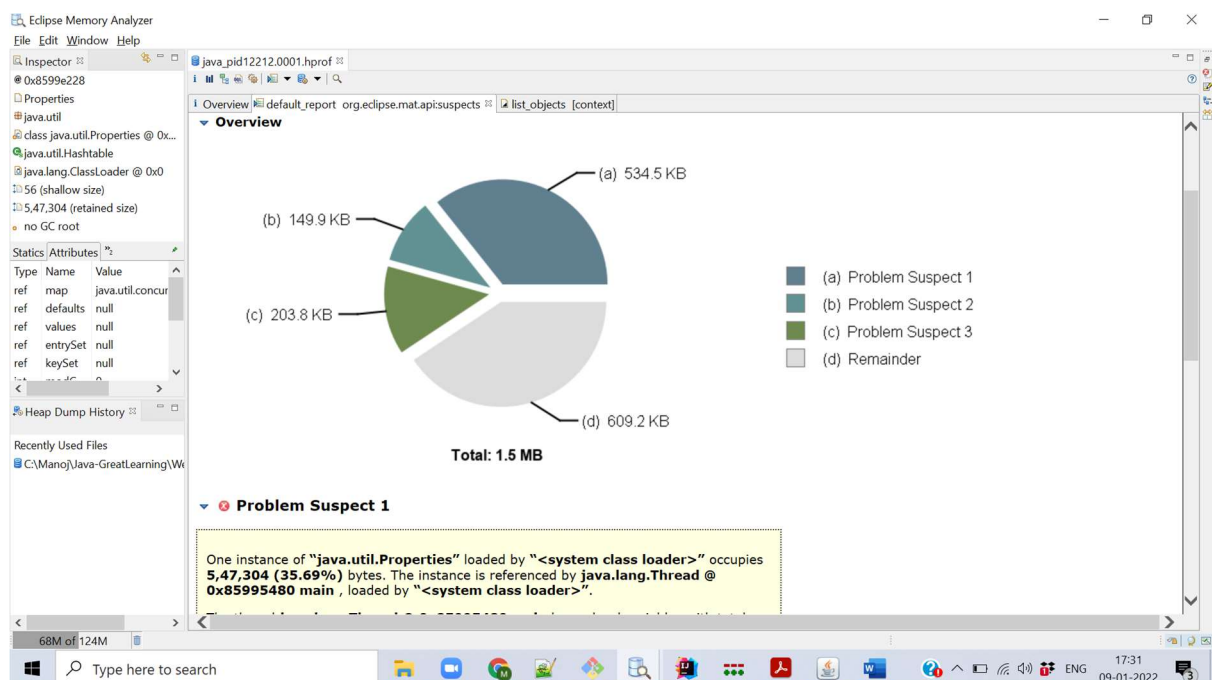 Eclipse Memory Analyzer
File Edit Window Help
Inspector
@ 0x8599e228
Properties
java.util
class java.util.Properties @ 0x...
java.util.Hashtable
java.lang.ClassLoader @ 0x0
56 (shallow size)
5,47,304 (retained size)
no GC root
Statics Attributes »2
Type Name Value
ref map java.util.concur
ref defaults null
ref values null
ref entrySet null
ref keySet null
Heap Dump History
Recently Used Files
C:\Manoj\Java-GreatLearning\We
java_pid12212.0001.hprof
Overview default_report org.eclipse.mat.api:suspects list_objects [context]
Overview
(a) 534.5 KB
(b) 149.9 KB
(c) 203.8 KB
(d) 609.2 KB
Total: 1.5 MB
(a) Problem Suspect 1
(b) Problem Suspect 2
(c) Problem Suspect 3
(d) Remainder
Problem Suspect 1
One instance of "java.util.Properties" loaded by "<system class loader>" occupies
5,47,304 (35.69%) bytes. The instance is referenced by java.lang.Thread @
0x85995480 main , loaded by "<system class loader>".
68M of 124M
Type here to search
ENG
17:31
09-01-2022